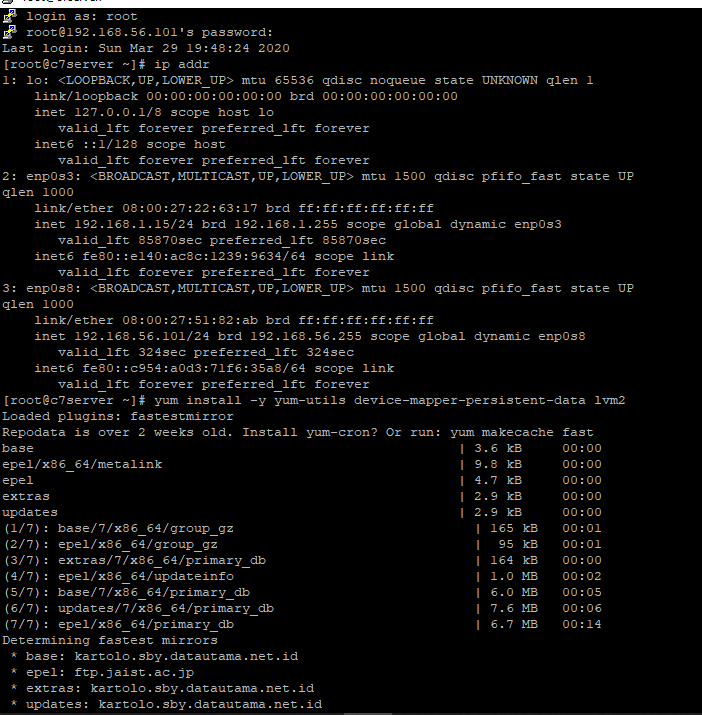 login as: root
root@192.168.56.101's password:
Last login: Sun Mar 29 19:48:24 2020
[root@c7server ~]# ip addr
1: lo: <LOOPBACK,UP,LOWER_UP> mtu 65536 qdisc noqueue state UNKNOWN qlen 1
    link/loopback 00:00:00:00:00:00 brd 00:00:00:00:00:00
    inet 127.0.0.1/8 scope host lo
       valid_lft forever preferred_lft forever
    inet6 ::1/128 scope host
       valid_lft forever preferred_lft forever
2: enp0s3: <BROADCAST,MULTICAST,UP,LOWER_UP> mtu 1500 qdisc pfifo_fast state UP
qlen 1000
    link/ether 08:00:27:22:63:17 brd ff:ff:ff:ff:ff:ff
    inet 192.168.1.15/24 brd 192.168.1.255 scope global dynamic enp0s3
       valid_lft 85870sec preferred_lft 85870sec
    inet6 fe80::e140:ac8c:1239:9634/64 scope link
       valid_lft forever preferred_lft forever
3: enp0s8: <BROADCAST,MULTICAST,UP,LOWER_UP> mtu 1500 qdisc pfifo_fast state UP
qlen 1000
    link/ether 08:00:27:51:82:ab brd ff:ff:ff:ff:ff:ff
    inet 192.168.56.101/24 brd 192.168.56.255 scope global dynamic enp0s8
       valid_lft 324sec preferred_lft 324sec
    inet6 fe80::c954:a0d3:71f6:35a8/64 scope link
       valid_lft forever preferred_lft forever
[root@c7server ~]# yum install -y yum-utils device-mapper-persistent-data lvm2
Loaded plugins: fastestmirror
Repodata is over 2 weeks old. Install yum-cron? Or run: yum makecache fast
base | 3.6 kB 00:00
epel/x86_64/metalink | 9.8 kB 00:00
epel | 4.7 kB 00:00
extras | 2.9 kB 00:00
updates | 2.9 kB 00:00
(1/7): base/7/x86_64/group_gz | 165 kB 00:01
(2/7): epel/x86_64/group_gz | 95 kB 00:01
(3/7): extras/7/x86_64/primary_db | 164 kB 00:00
(4/7): epel/x86_64/updateinfo | 1.0 MB 00:02
(5/7): base/7/x86_64/primary_db | 6.0 MB 00:05
(6/7): updates/7/x86_64/primary_db | 7.6 MB 00:06
(7/7): epel/x86_64/primary_db | 6.7 MB 00:14
Determining fastest mirrors
 * base: kartolo.sby.datautama.net.id
 * epel: ftp.jaist.ac.jp
 * extras: kartolo.sby.datautama.net.id
 * updates: kartolo.sby.datautama.net.id